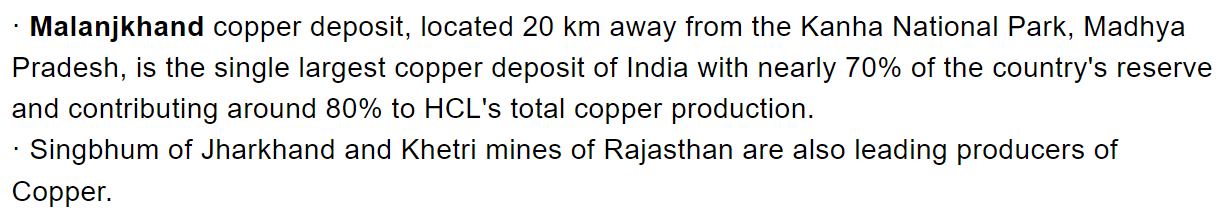 · Malanjkhand copper deposit, located 20 km away from the Kanha National Park, Madhya
Pradesh, is the single largest copper deposit of India with nearly 70% of the country's reserve
and contributing around 80% to HCL's total copper production.
· Singbhum of Jharkhand and Khetri mines of Rajasthan are also leading producers of
Copper.